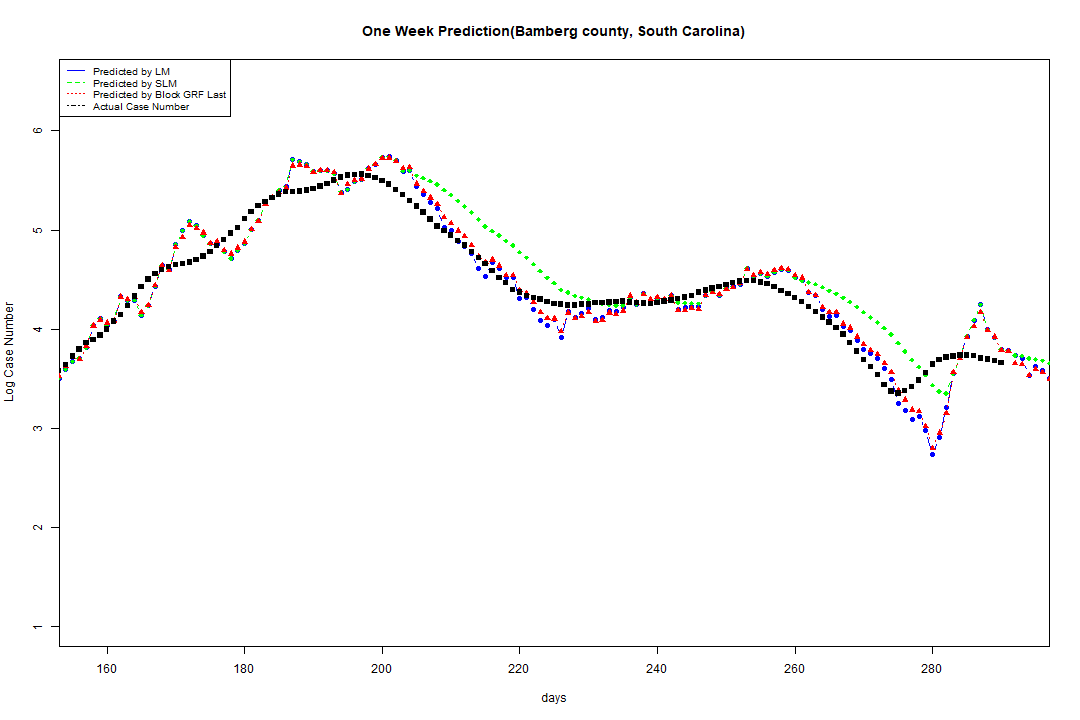 One Week Prediction(Bamberg county, South Carolina)
Predicted by LM
Predicted by SLM
Predicted by Block GRF Last
Actual Case Number
6
5
4
3
2
1
Log Case Number
160 180 200 220 240 260 280
days